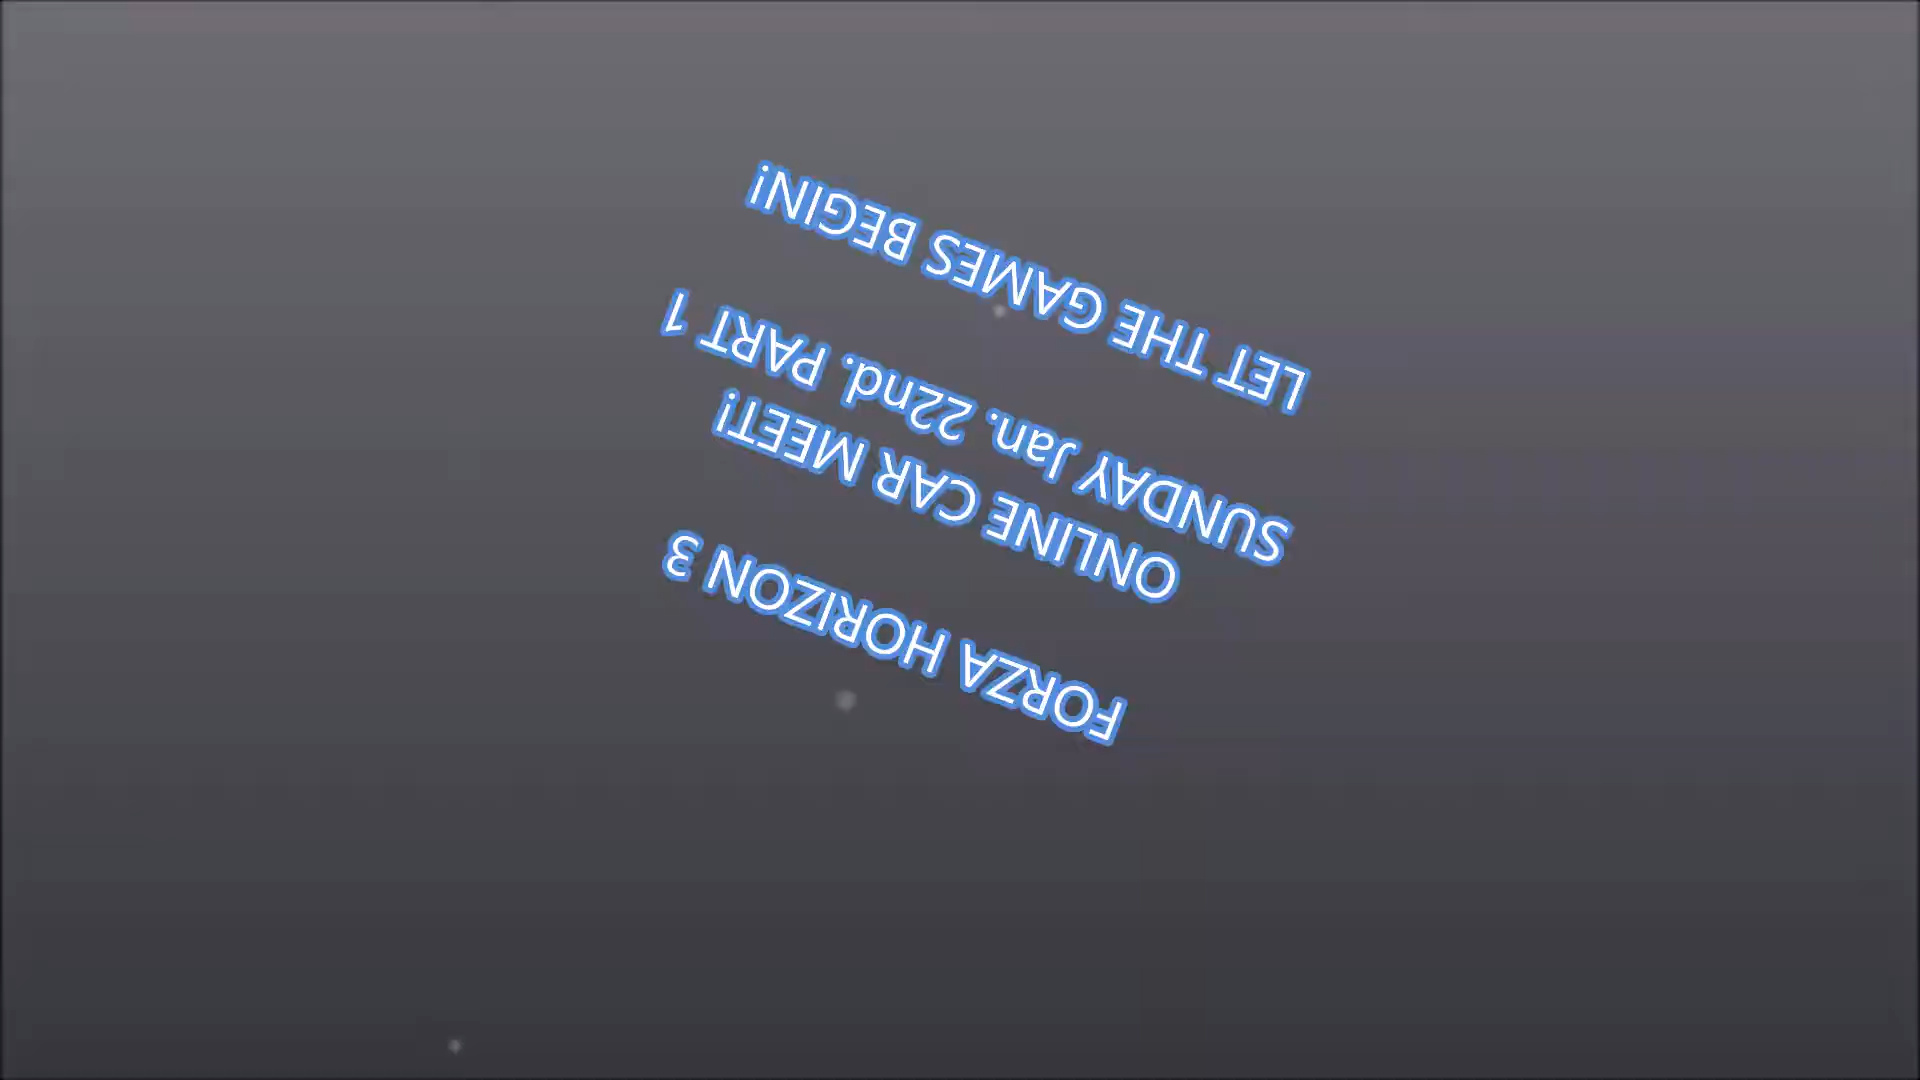 FORZA HORIZON 3
ONLINE CAR MEET!
SUNDAY Jan. 22nd. PART 1
LET THE GAMES BEGIN!